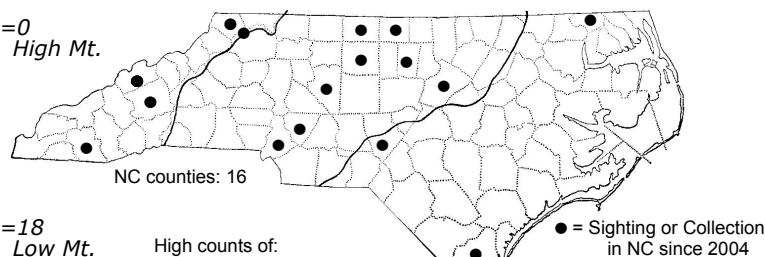 =0
High Mt.
NC counties: 16
=18
Low Mt.
High counts of:
● = Sighting or Collection
in NC since 2004